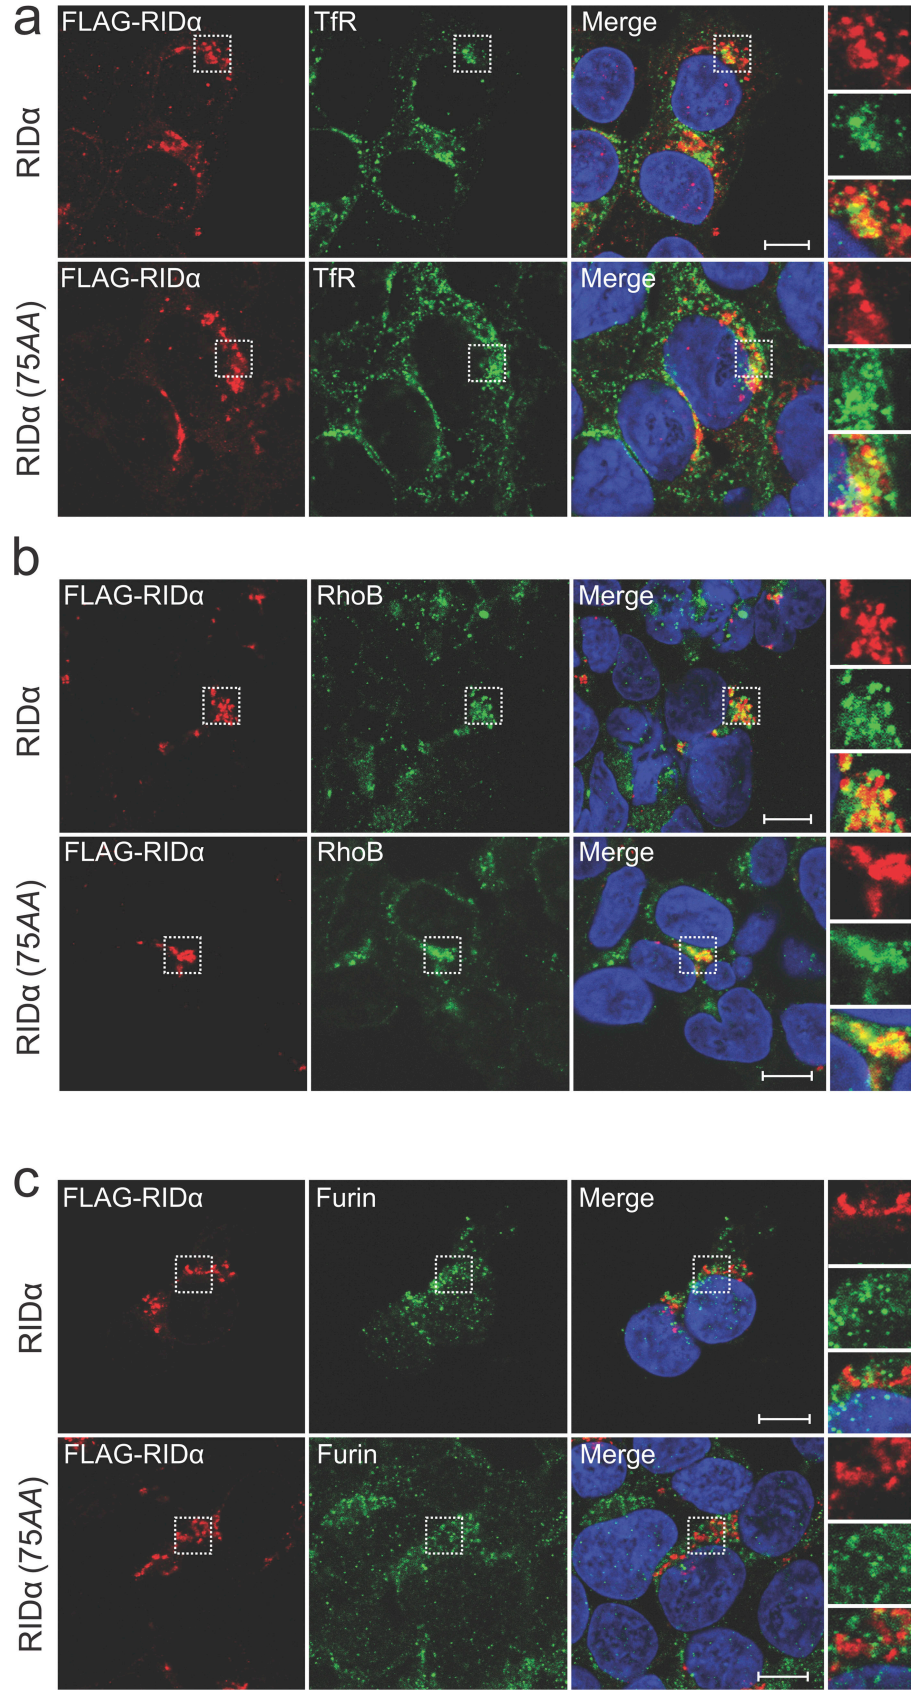 a
FLAG-RIDα TfR Merge
RIDα
FLAG-RIDα TfR Merge
RIDα (75AA)
b
FLAG-RIDα RhoB Merge
RIDα
FLAG-RIDα RhoB Merge
RIDα (75AA)
c
FLAG-RIDα Furin Merge
RIDα
FLAG-RIDα Furin Merge
RIDα (75AA)